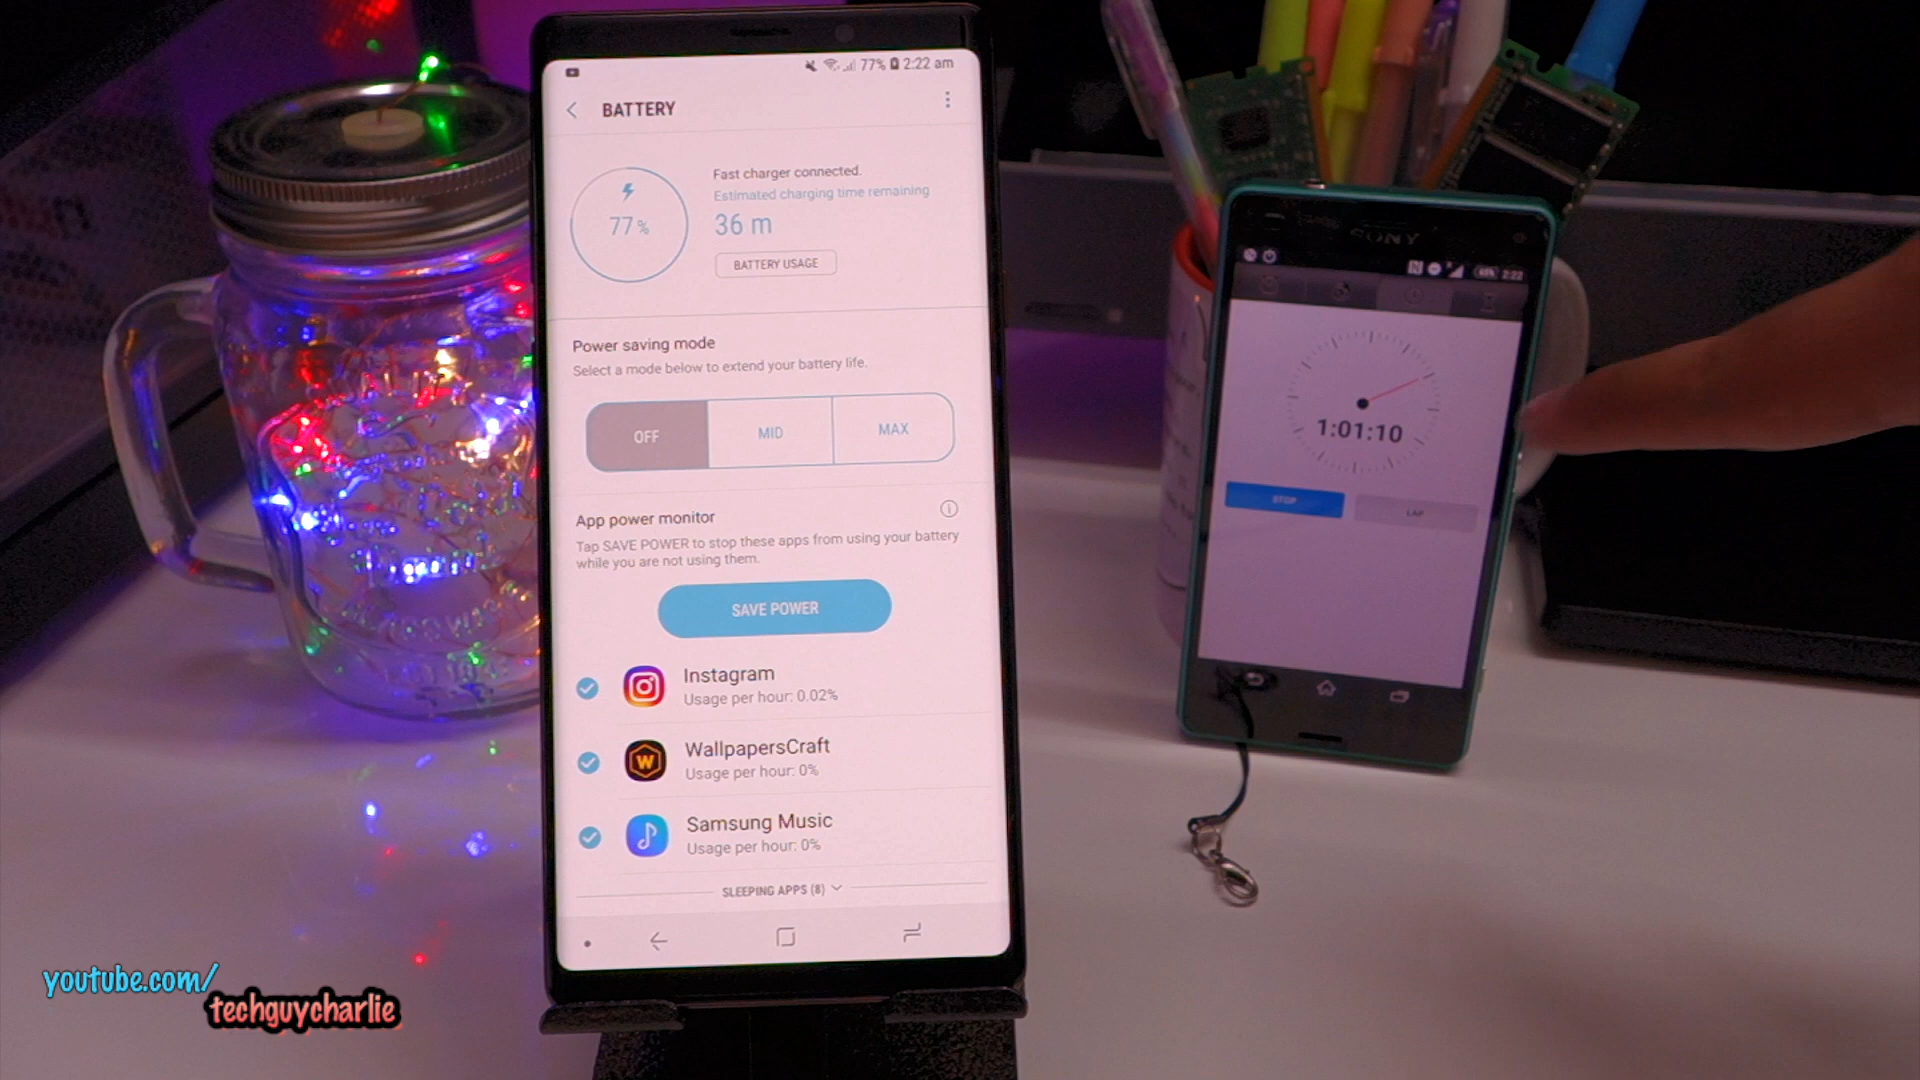 77% 2:22 am
BATTERY
Fast charger connected.
Estimated charging time remaining
77%
36 m
BATTERY USAGE
Power saving mode
Select a mode below to extend your battery life.
OFF MID MAX
App power monitor
Tap SAVE POWER to stop these apps from using your battery
while you are not using them.
SAVE POWER
Instagram
Usage per hour: 0.02%
W
WallpapersCraft
Usage per hour: 0%
Samsung Music
Usage per hour: 0%
SLEEPING APPS (8)
SONY
2:22
1:01:10
STOP LAP
youtube.com/
techguycharlie